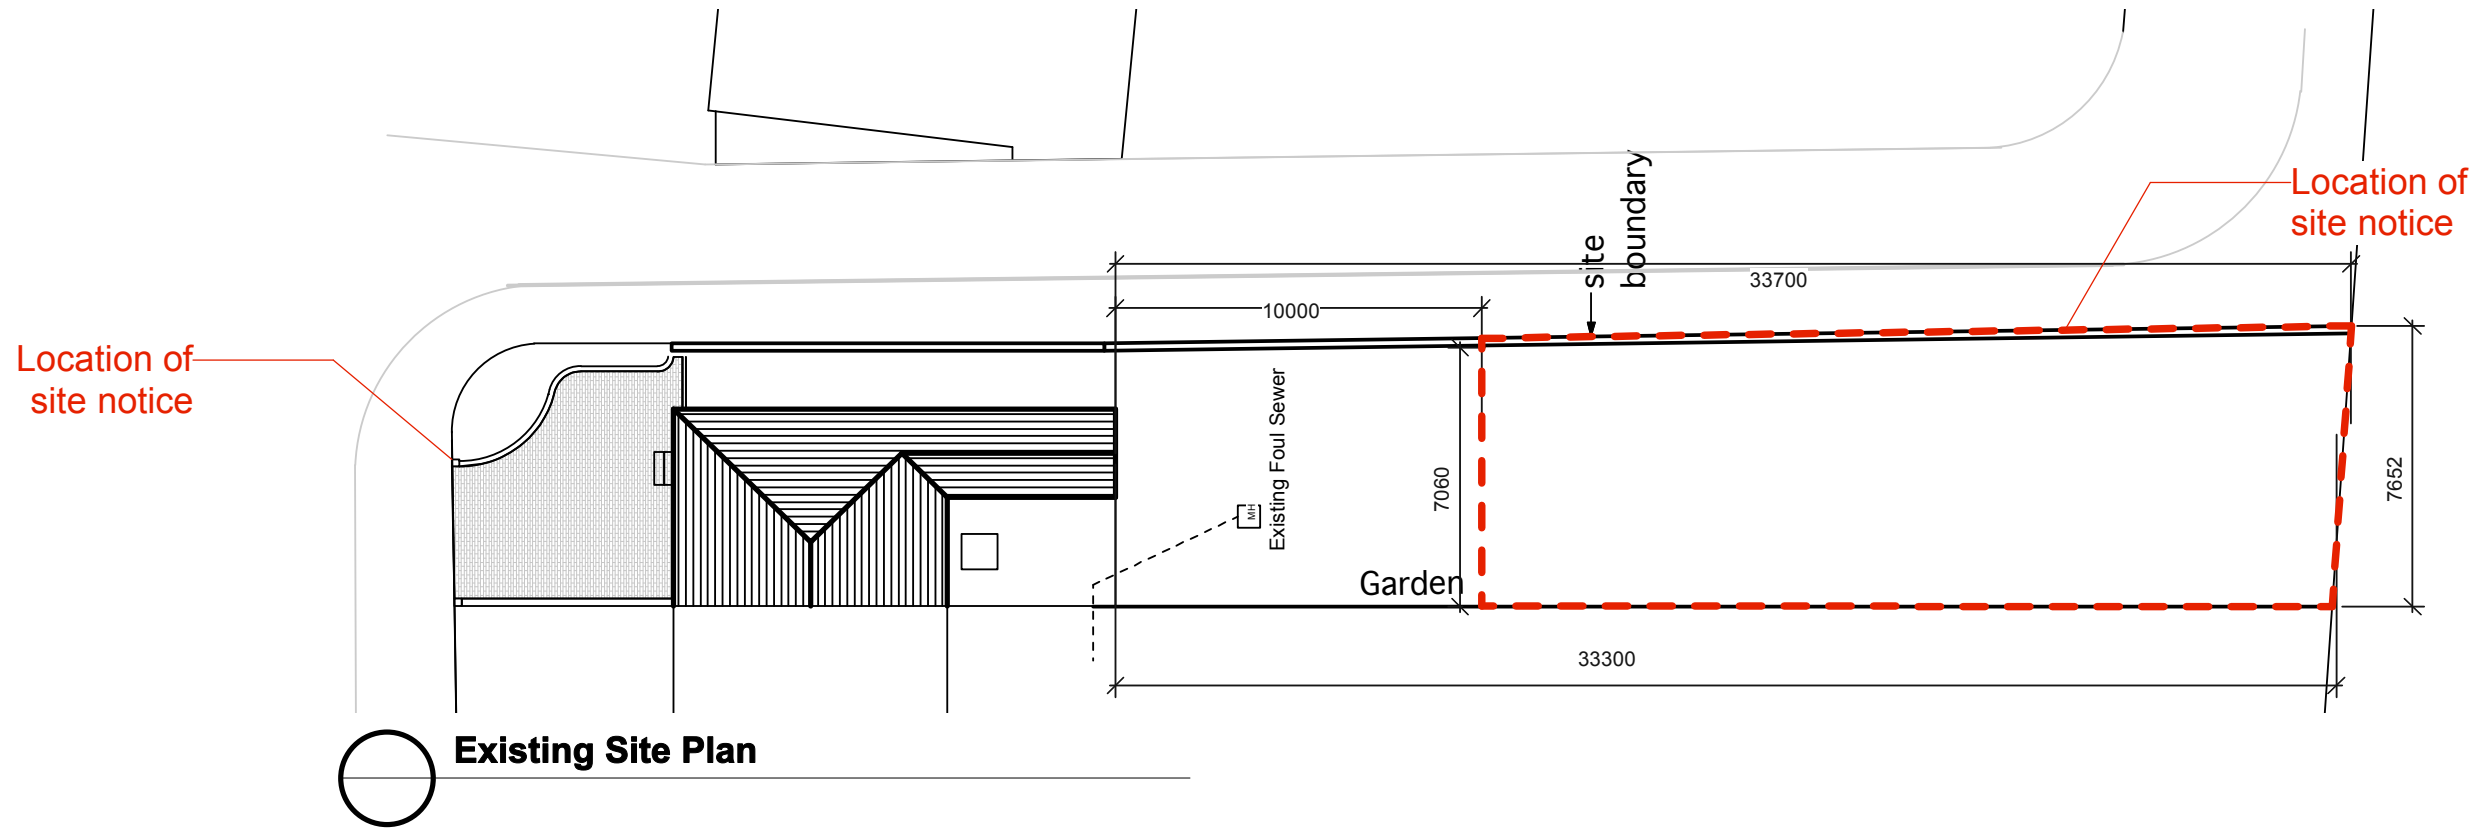 site
boundary
Location of
site notice
33700
10000
Location of
site notice
Existing Foul Sewer
MH
7060
7652
Garden
33300
Existing Site Plan